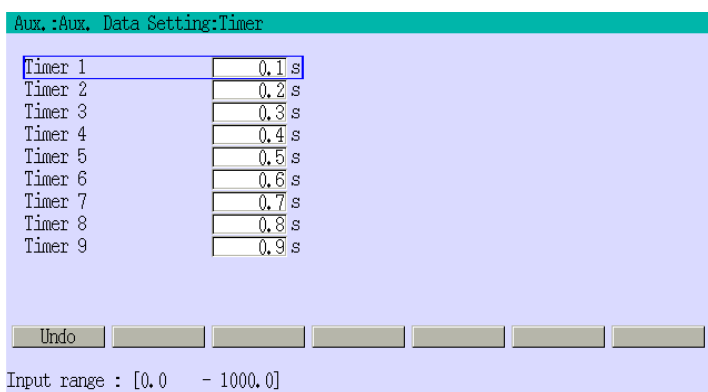 Aux.:Aux. Data Setting:Timer
Timer 1 0.1 s
Timer 2 0.2 s
Timer 3 0.3 s
Timer 4 0.4 s
Timer 5 0.5 s
Timer 6 0.6 s
Timer 7 0.7 s
Timer 8 0.8 s
Timer 9 0.9 s
Undo
Input range : [0.0 - 1000.0]